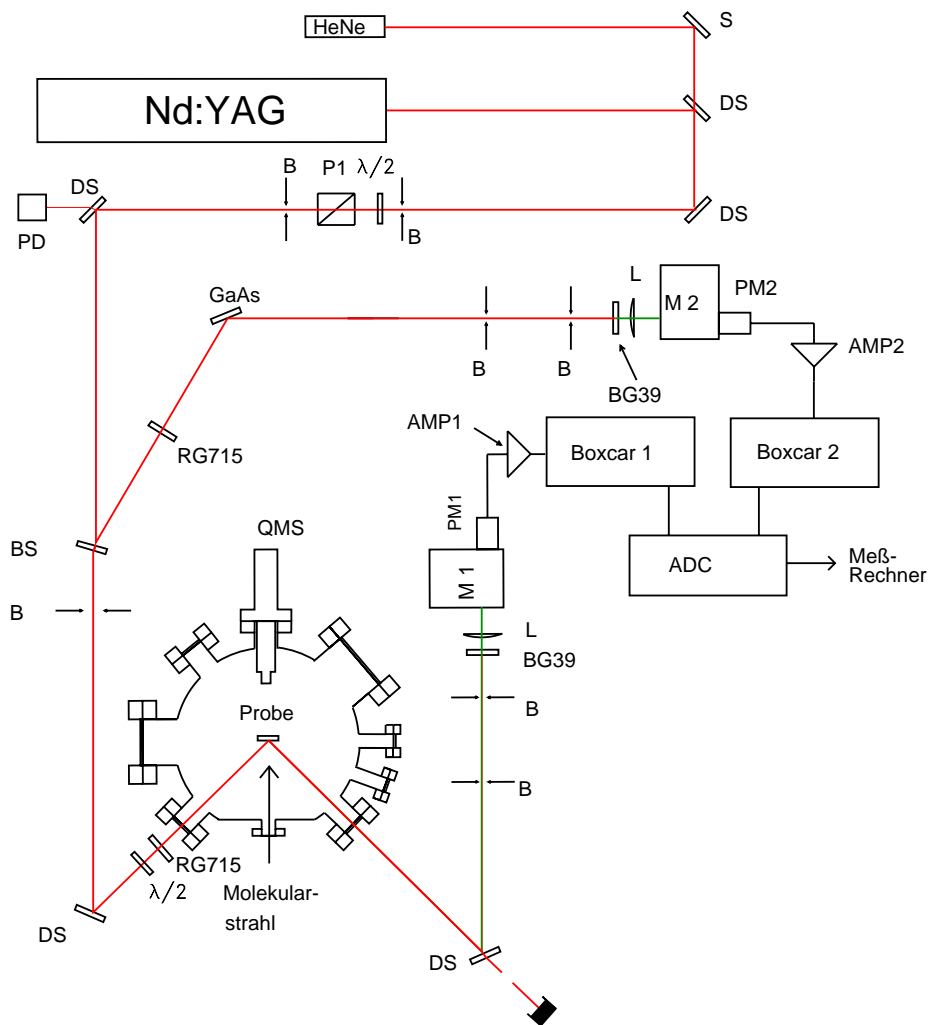 S
HeNe
DS
Nd:YAG
B
P1
λ/2
DS
DS
PD
B
L
M 2
PM2
GaAs
AMP2
B
B
BG39
AMP1
RG715
Boxcar 1
Boxcar 2
PM1
QMS
BS
ADC
Meß-
Rechner
M 1
B
L
BG39
Probe
B
B
RG715
λ/2
Molekular-
strahl
DS
DS